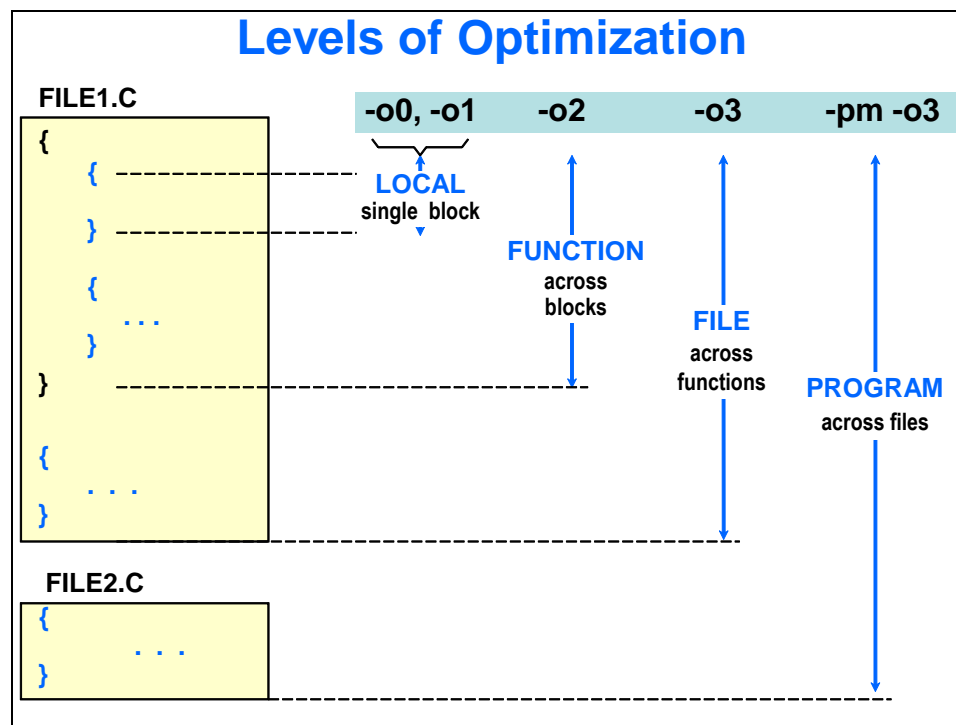 Levels of Optimization
FILE1.C
-o0, -o1
-o2
-o3
-pm -o3
{
{
}
{
. . .
}
}
{
. . .
}
LOCAL
single block
FUNCTION
across
blocks
FILE
across
functions
PROGRAM
across files
FILE2.C
{
. . .
}